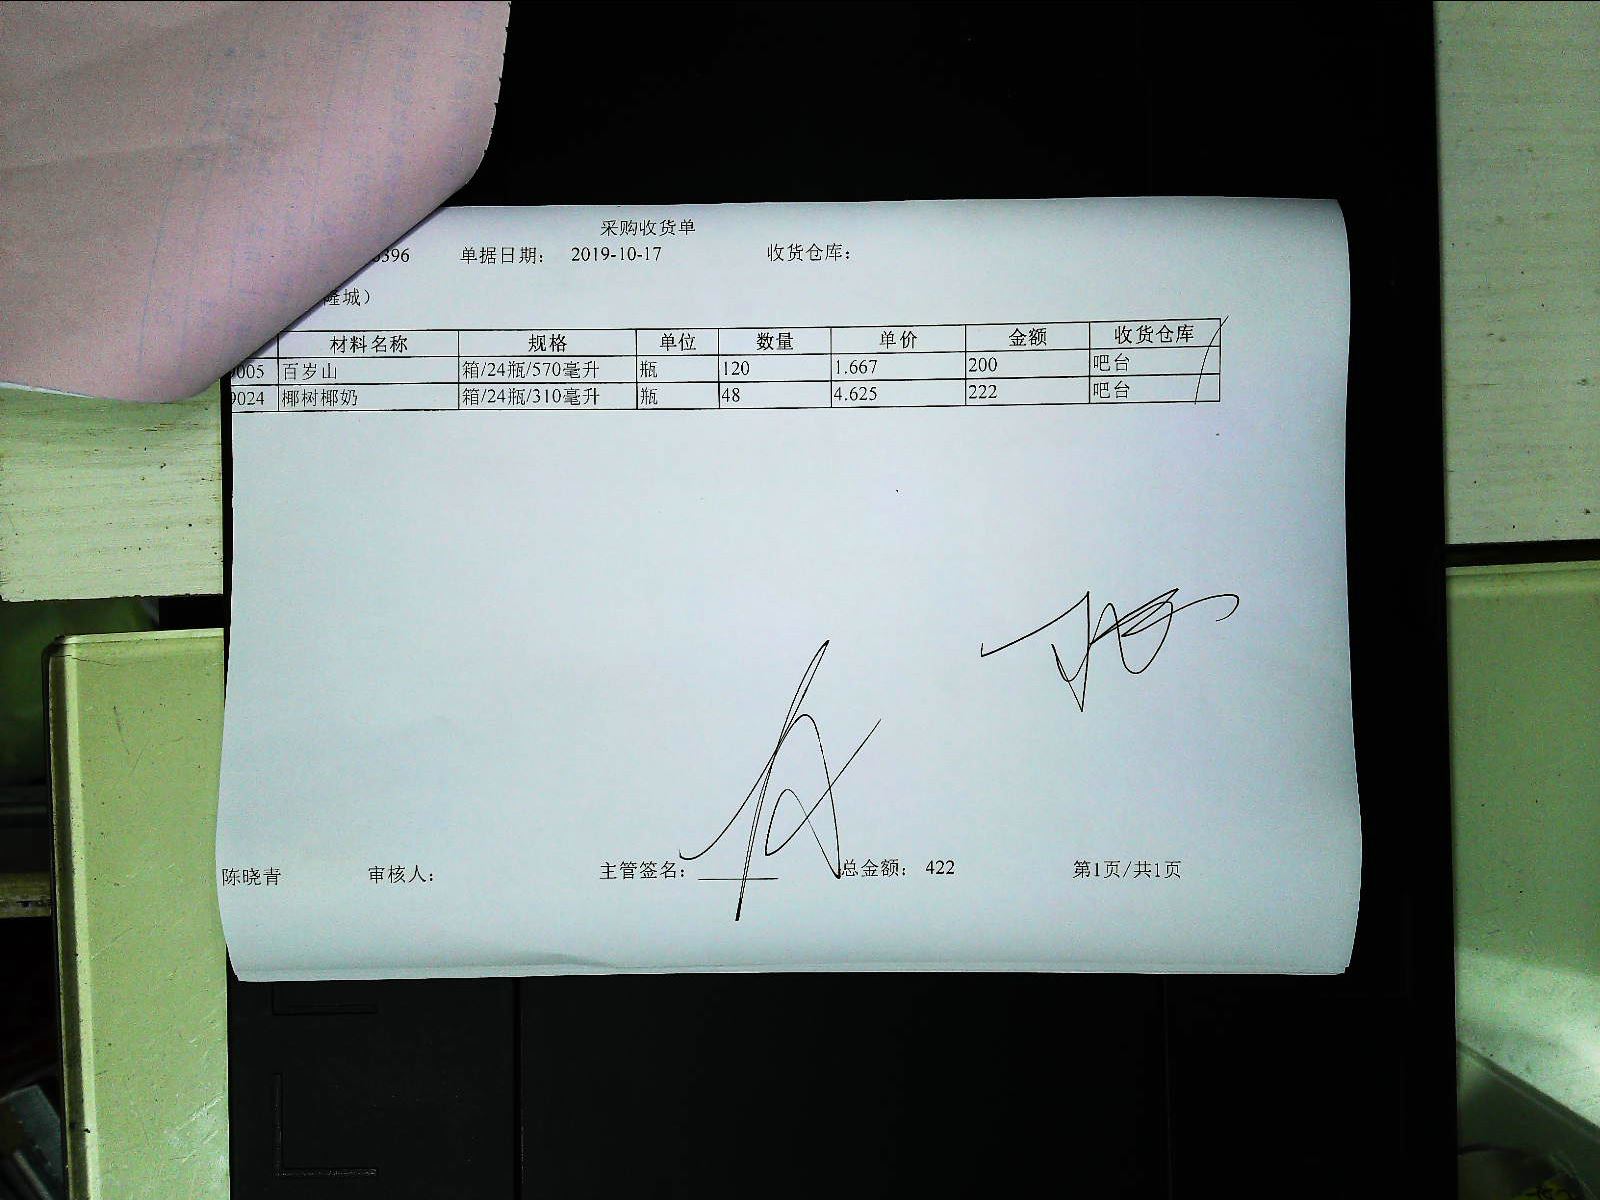 采购收货单
396 单据日期： 2019-10-17 收货仓库：
隆城）
材料名称 规格 单位 数量 单价 金额 收货仓库
005 百岁山 箱/24瓶/570毫升 瓶 120 1.667 200 吧台
9024 椰树椰奶 箱/24瓶/310毫升 瓶 48 4.625 222 吧台
陈晓青 审核人： 主管签名： 总金额： 422 第1页/共1页